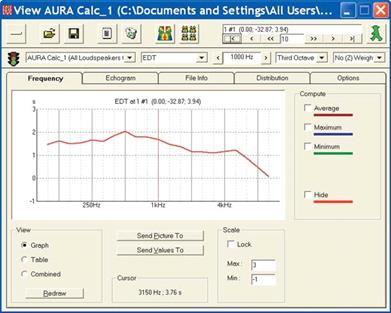 View AURA Calc_1 (C:\Documents and Settings\All Users\...
1 #1 (0.00; -32.87; 3.94)
|< < << 10 >> > >|
AURA Calc_1 (All Loudspeakers EDT < 1000 Hz > Third Octave No (Z) Weigh
Frequency Echogram File Info Distribution Options
s EDT at 1 #1 (0.00; -32.87; 3.94)
3
2
1
0
-1
250Hz 1kHz 4kHz
Compute
Average
Maximum
Minimum
Hide
View
Graph
Table
Combined
Redraw
Send Picture To
Send Values To
Cursor
3150 Hz ; 3.76 s
Scale
Lock
Max : 3
Min : -1